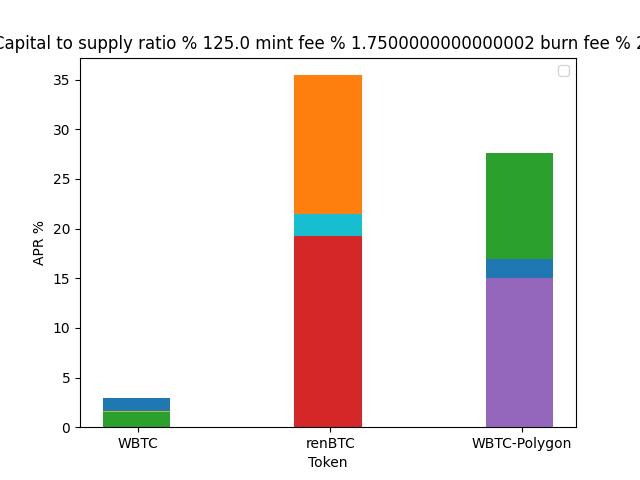 Capital to supply ratio % 125.0 mint fee % 1.7500000000000002 burn fee % 2
APR %
35
30
25
20
15
10
5
0
WBTC
renBTC
WBTC-Polygon
Token